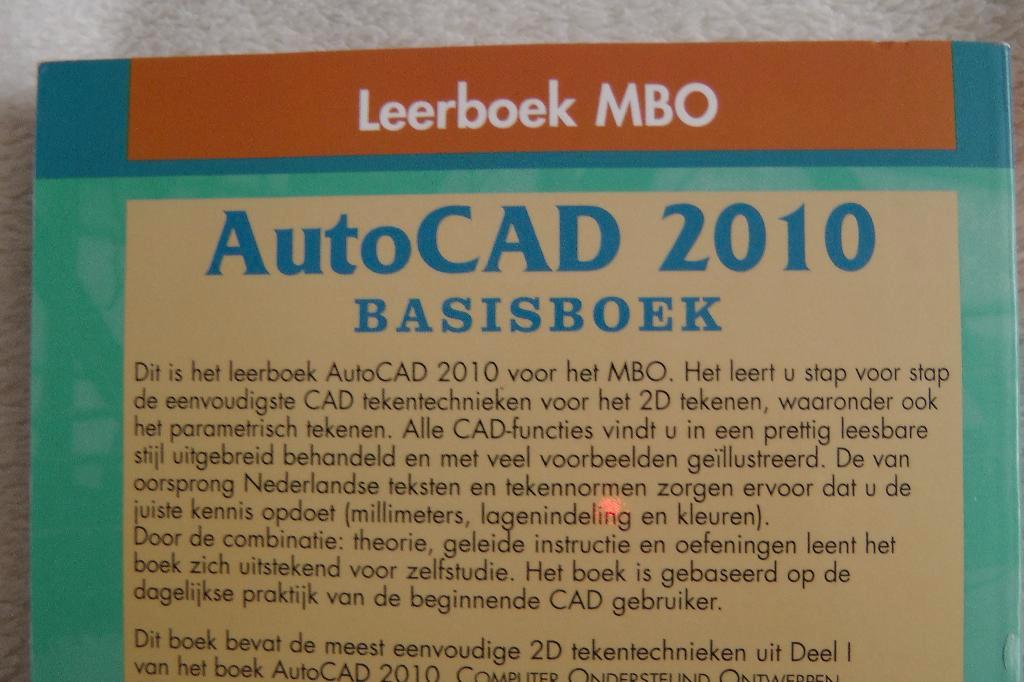 Leerboek MBO
AutoCAD 2010
BASISBOEK
Dit is het leerboek AutoCAD 2010 voor het MBO. Het leert u stap voor stap
de eenvoudigste CAD tekentechnieken voor het 2D tekenen, waaronder ook
het parametrisch tekenen. Alle CAD-functies vindt u in een prettig leesbare
stijl uitgebreid behandeld en met veel voorbeelden geïllustreerd. De van
oorsprong Nederlandse teksten en tekennormen zorgen ervoor dat u de
juiste kennis opdoet (millimeters, lagenindeling en kleuren).
Door de combinatie: theorie, geleide instructie en oefeningen leent het
boek zich uitstekend voor zelfstudie. Het boek is gebaseerd op de
dagelijkse praktijk van de beginnende CAD gebruiker.
Dit boek bevat de meest eenvoudige 2D tekentechnieken uit Deel I
van het boek AutoCAD 2010, COMPUTER ONDERSTEUND ONTWERPEN